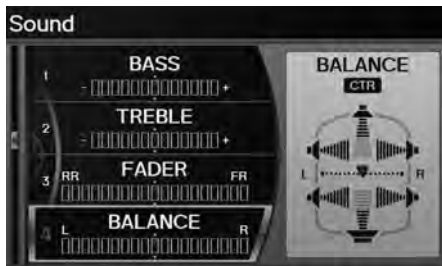 Sound
1 BASS
- +
2 TREBLE
- +
3 RR FADER FR
4 L BALANCE R
BALANCE
CTR
L R